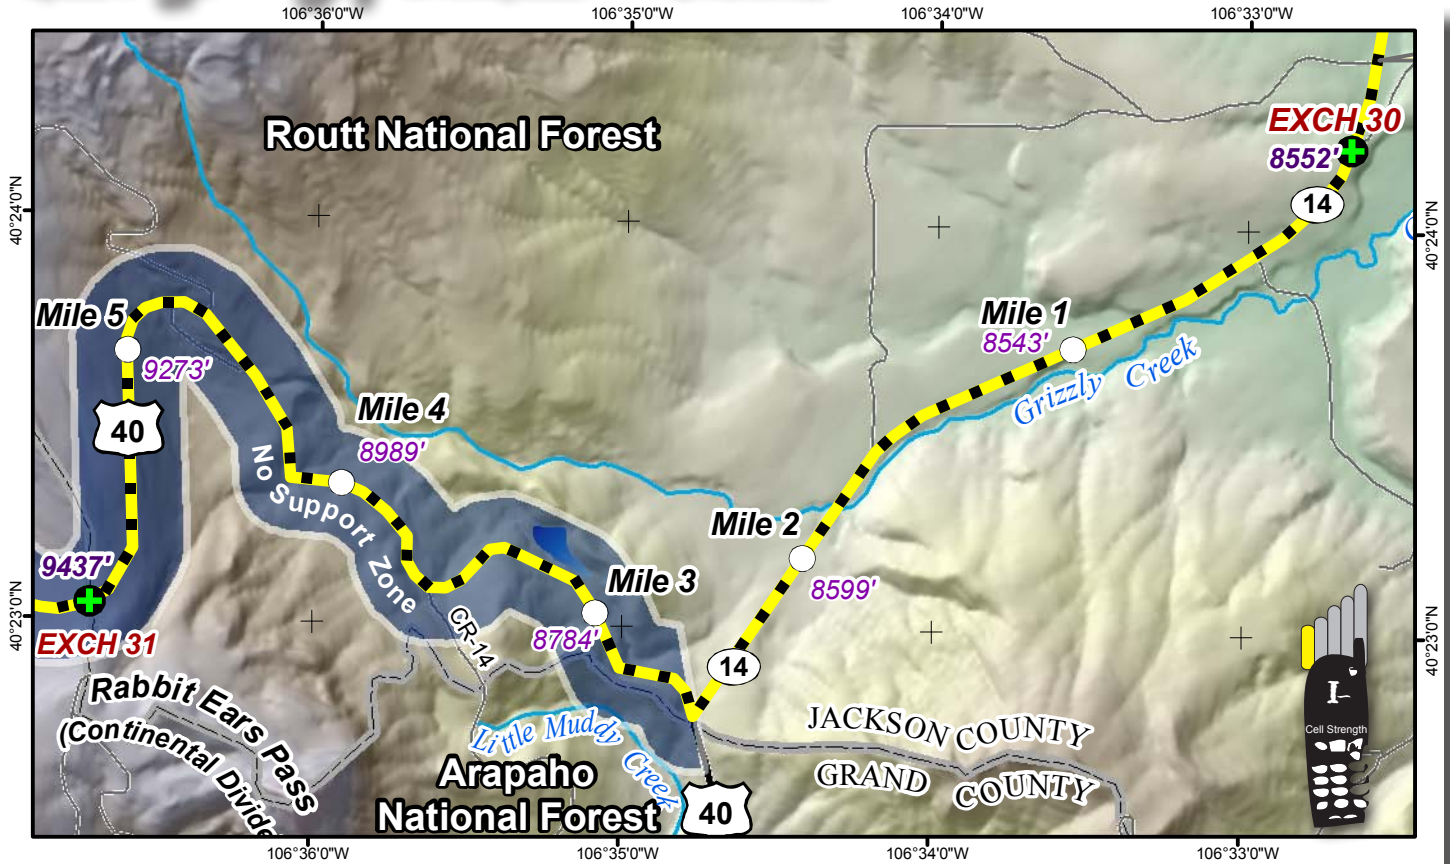 106°36'0"W
106°35'0"W
106°34'0"W
106°33'0"W
Routt National Forest
EXCH 30
8552'
14
40°24'0"N
40°24'0"N
Mile 5
9273'
Mile 1
8543'
Grizzly Creek
40
Mile 4
8989'
No Support Zone
Mile 2
8599'
9437'
EXCH 31
Mile 3
8784'
CR-14
14
40°23'0"N
40°23'0"N
Rabbit Ears Pass
(Continental Divide
Little Muddy Creek
JACKSON COUNTY
GRAND COUNTY
Arapaho
National Forest
40
Cell Strength
106°36'0"W
106°35'0"W
106°34'0"W
106°33'0"W